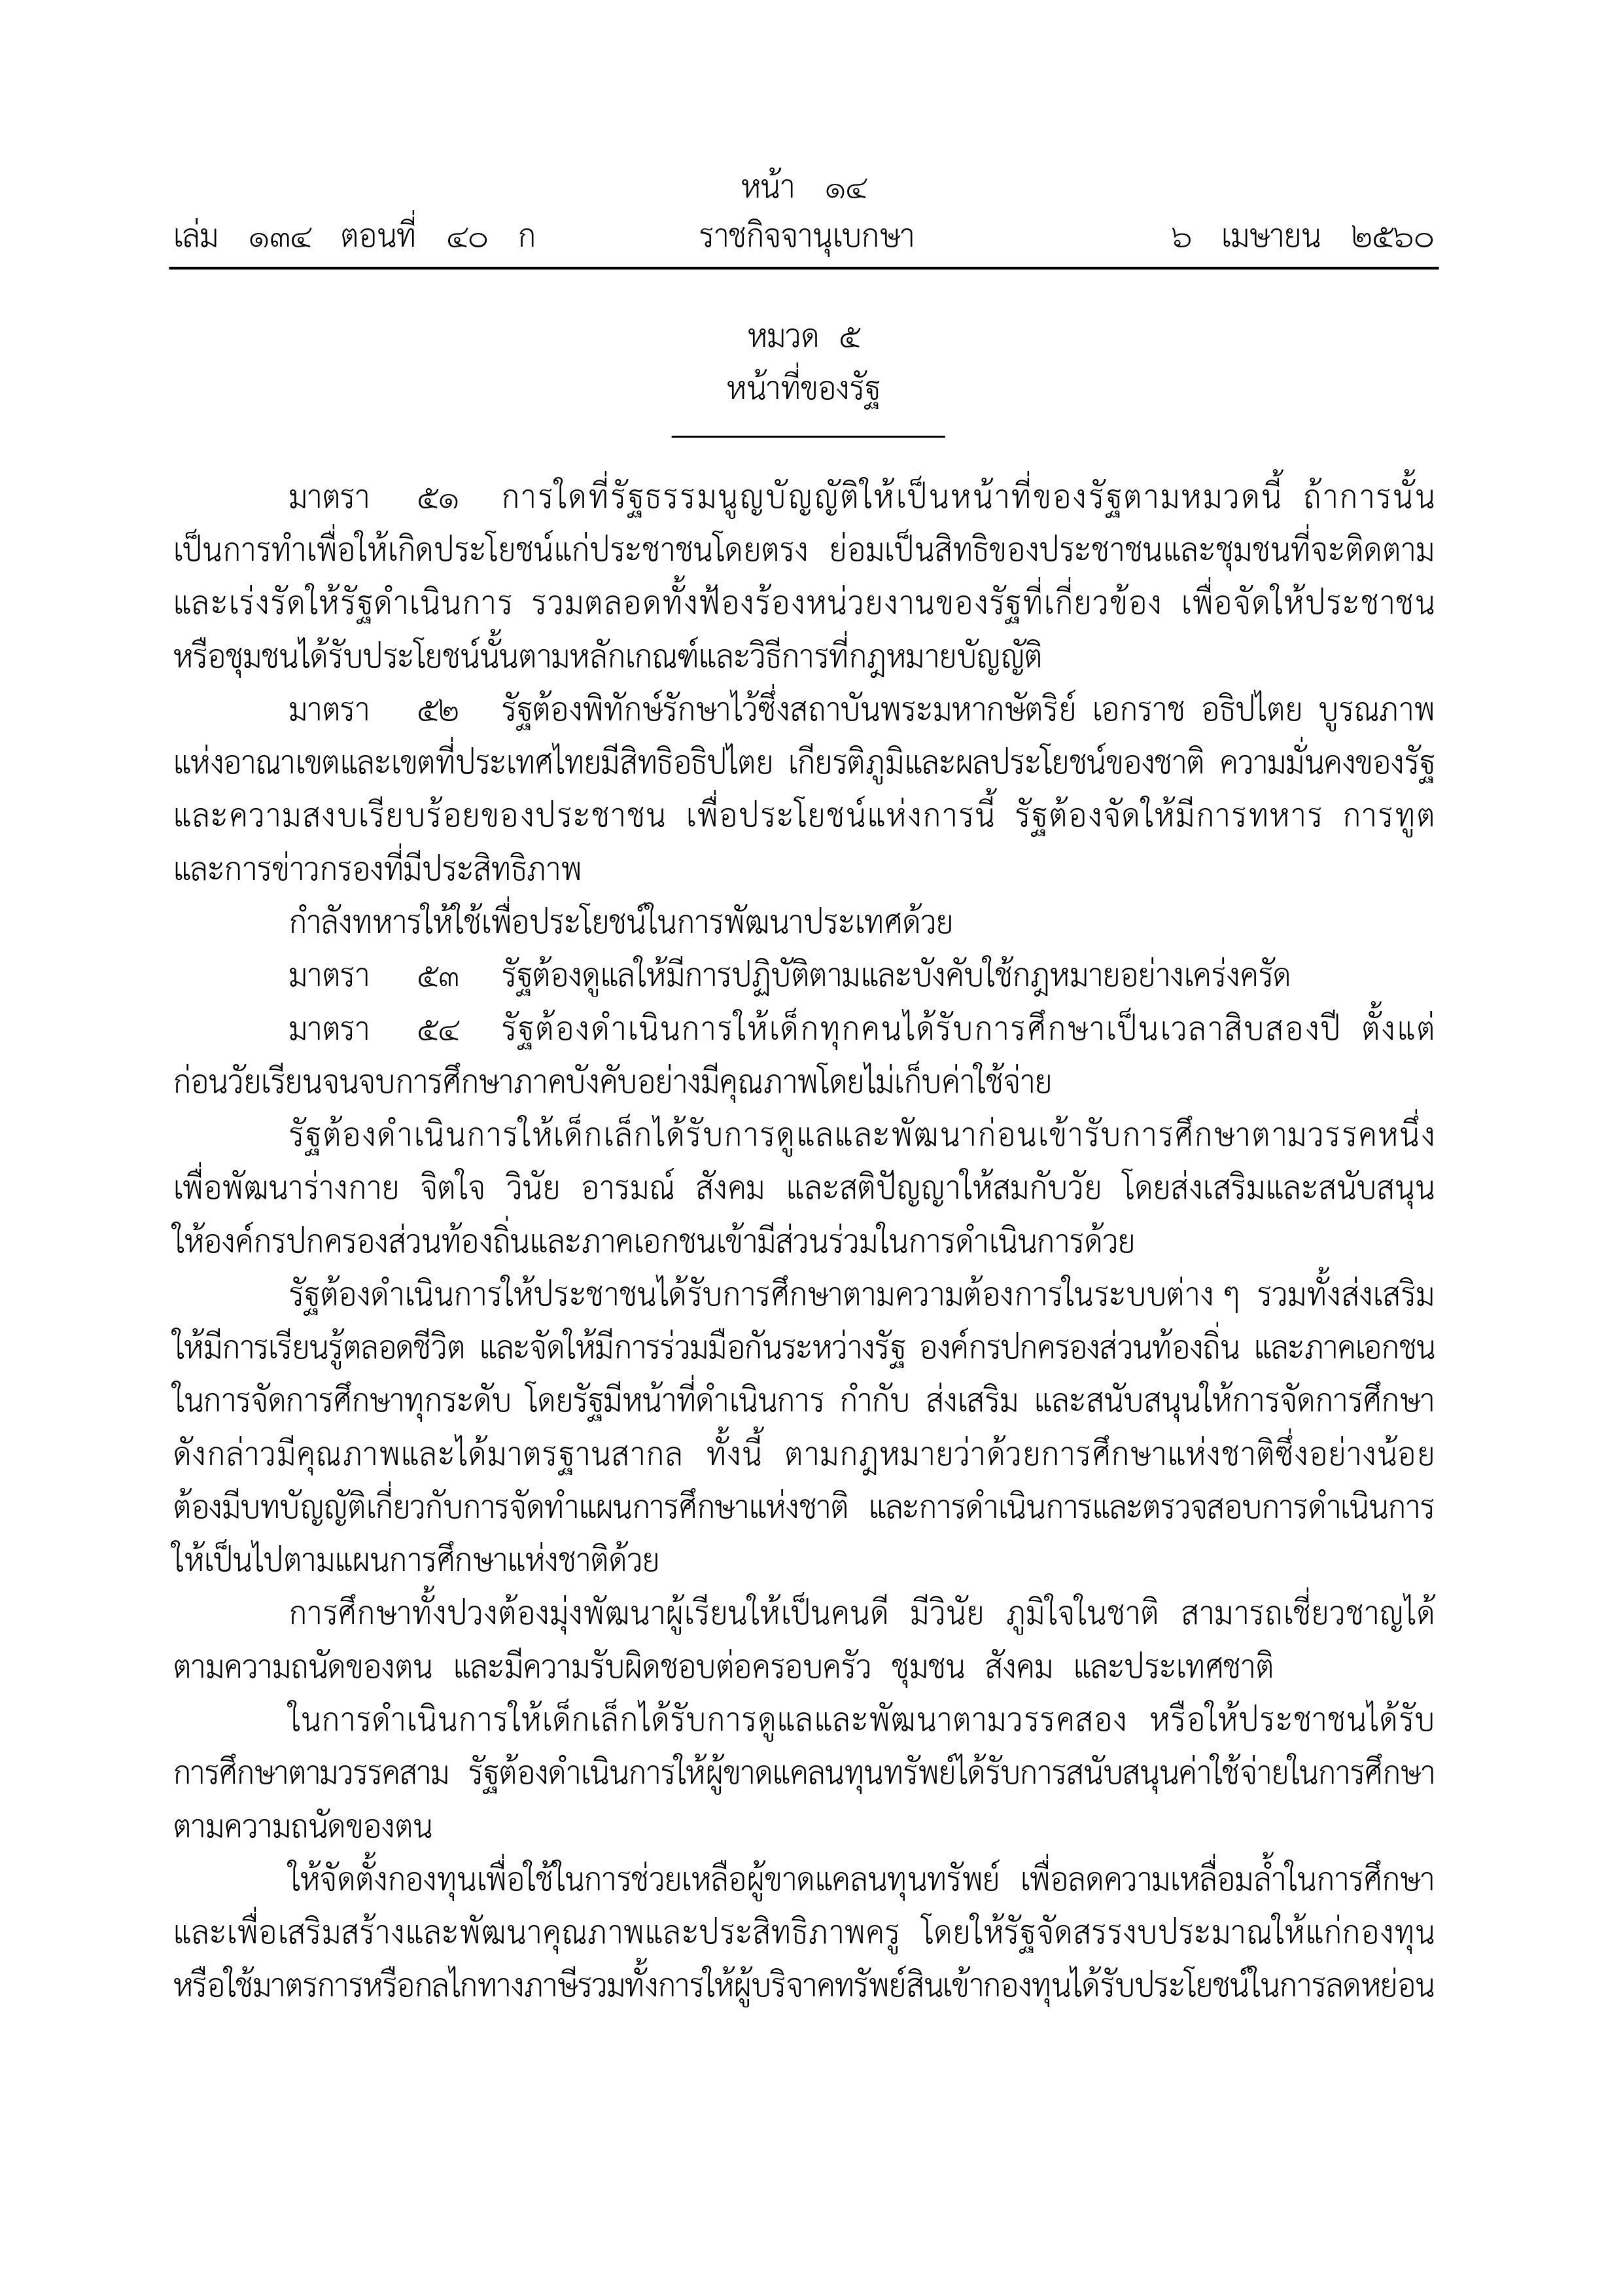 หน้า ๑๔
เล่ม ๑๓๔ ตอนที่ ๔๐ ก ราชกิจจานุเบกษา ๖ เมษายน ๒๕๖๐
หมวด ๕
หน้าที่ของรัฐ
มาตรา ๕๑ การใดที่รัฐธรรมนูญบัญญัติให้เป็นหน้าที่ของรัฐตามหมวดนี้ ถ้าการนั้น
เป็นการทำเพื่อให้เกิดประโยชน์แก่ประชาชนโดยตรง ย่อมเป็นสิทธิของประชาชนและชุมชนที่จะติดตาม
และเร่งรัดให้รัฐดำเนินการ รวมตลอดทั้งฟ้องร้องหน่วยงานของรัฐที่เกี่ยวข้อง เพื่อจัดให้ประชาชน
หรือชุมชนได้รับประโยชน์นั้นตามหลักเกณฑ์และวิธีการที่กฎหมายบัญญัติ
มาตรา ๕๒ รัฐต้องพิทักษ์รักษาไว้ซึ่งสถาบันพระมหากษัตริย์ เอกราช อธิปไตย บูรณภาพ
แห่งอาณาเขตและเขตที่ประเทศไทยมีสิทธิอธิปไตย เกียรติภูมิและผลประโยชน์ของชาติ ความมั่นคงของรัฐ
และความสงบเรียบร้อยของประชาชน เพื่อประโยชน์แห่งการนี้ รัฐต้องจัดให้มีการทหาร การทูต
และการข่าวกรองที่มีประสิทธิภาพ
กำลังทหารให้ใช้เพื่อประโยชน์ในการพัฒนาประเทศด้วย
มาตรา ๕๓ รัฐต้องดูแลให้มีการปฏิบัติตามและบังคับใช้กฎหมายอย่างเคร่งครัด
มาตรา ๕๔ รัฐต้องดำเนินการให้เด็กทุกคนได้รับการศึกษาเป็นเวลาสิบสองปี ตั้งแต่
ก่อนวัยเรียนจนจบการศึกษาภาคบังคับอย่างมีคุณภาพโดยไม่เก็บค่าใช้จ่าย
รัฐต้องดำเนินการให้เด็กเล็กได้รับการดูแลและพัฒนาก่อนเข้ารับการศึกษาตามวรรคหนึ่ง
เพื่อพัฒนาร่างกาย จิตใจ วินัย อารมณ์ สังคม และสติปัญญาให้สมกับวัย โดยส่งเสริมและสนับสนุน
ให้องค์กรปกครองส่วนท้องถิ่นและภาคเอกชนเข้ามีส่วนร่วมในการดำเนินการด้วย
รัฐต้องดำเนินการให้ประชาชนได้รับการศึกษาตามความต้องการในระบบต่าง ๆ รวมทั้งส่งเสริม
ให้มีการเรียนรู้ตลอดชีวิต และจัดให้มีการร่วมมือกันระหว่างรัฐ องค์กรปกครองส่วนท้องถิ่น และภาคเอกชน
ในการจัดการศึกษาทุกระดับ โดยรัฐมีหน้าที่ดำเนินการ กำกับ ส่งเสริม และสนับสนุนให้การจัดการศึกษา
ดังกล่าวมีคุณภาพและได้มาตรฐานสากล ทั้งนี้ ตามกฎหมายว่าด้วยการศึกษาแห่งชาติซึ่งอย่างน้อย
ต้องมีบทบัญญัติเกี่ยวกับการจัดทำแผนการศึกษาแห่งชาติ และการดำเนินการและตรวจสอบการดำเนินการ
ให้เป็นไปตามแผนการศึกษาแห่งชาติด้วย
การศึกษาทั้งปวงต้องมุ่งพัฒนาผู้เรียนให้เป็นคนดี มีวินัย ภูมิใจในชาติ สามารถเชี่ยวชาญได้
ตามความถนัดของตน และมีความรับผิดชอบต่อครอบครัว ชุมชน สังคม และประเทศชาติ
ในการดำเนินการให้เด็กเล็กได้รับการดูแลและพัฒนาตามวรรคสอง หรือให้ประชาชนได้รับ
การศึกษาตามวรรคสาม รัฐต้องดำเนินการให้ผู้ขาดแคลนทุนทรัพย์ได้รับการสนับสนุนค่าใช้จ่ายในการศึกษา
ตามความถนัดของตน
ให้จัดตั้งกองทุนเพื่อใช้ในการช่วยเหลือผู้ขาดแคลนทุนทรัพย์ เพื่อลดความเหลื่อมล้ำในการศึกษา
และเพื่อเสริมสร้างและพัฒนาคุณภาพและประสิทธิภาพครู โดยให้รัฐจัดสรรงบประมาณให้แก่กองทุน
หรือใช้มาตรการหรือกลไกทางภาษีรวมทั้งการให้ผู้บริจาคทรัพย์สินเข้ากองทุนได้รับประโยชน์ในการลดหย่อน